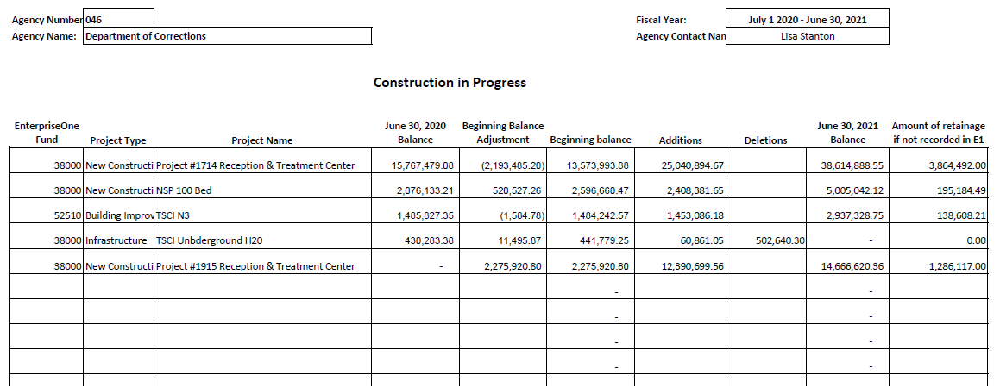 Agency Number 046 Fiscal Year: July 1 2020 - June 30, 2021
Agency Name: Department of Corrections Agency Contact Nan Lisa Stanton
Construction in Progress
EnterpriseOne June 30, 2020 Beginning Balance June 30, 2021 Amount of retainage
Fund Project Type Project Name Balance Adjustment Beginning balance Additions Deletions Balance if not recorded in E1
38000 New Constructi Project #1714 Reception & Treatment Center 15,767,479.08 (2,193,485.20) 13,573,993.88 25,040,894.67 38,614,888.55 3,864,492.00
38000 New Constructi NSP 100 Bed 2,076,133.21 520,527.26 2,596,660.47 2,408,381.65 5,005,042.12 195,184.49
52510 Building Improv TSCI N3 1,485,827.35 (1,584.78) 1,484,242.57 1,453,086.18 2,937,328.75 138,608.21
38000 Infrastructure TSCI Unbderground H20 430,283.38 11,495.87 441,779.25 60,861.05 502,640.30 - 0.00
38000 New Constructi Project #1915 Reception & Treatment Center - 2,275,920.80 2,275,920.80 12,390,699.56 14,666,620.36 1,286,117.00
- -
- -
- -
- -